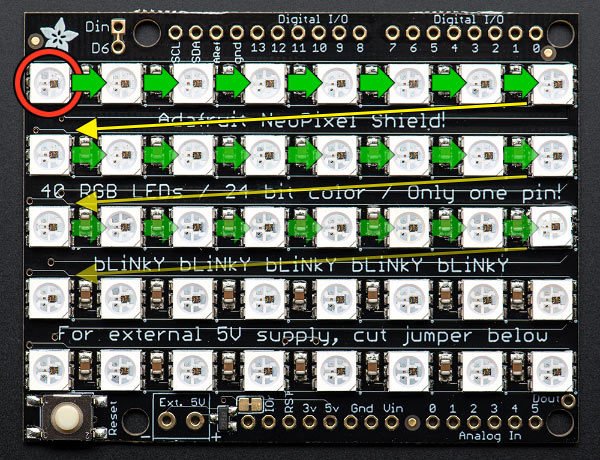 Din
Digital I/O Digital I/O
D6
SCL SDA ARef gnd 13 12 11 10 9 8 7 6 5 4 3 2 1 0
Adafruit NeoPixel Shield!
40 RGB LEDs / 24 bit color / Only one pin!
bLiNkY bLiNkY bLiNkY bLiNkY bLiNkY
For external 5V supply, cut jumper below
Reset
Ext. 5V
- +
3v 5v Gnd Vin 0 1 2 3 4 5
Dout
Analog In